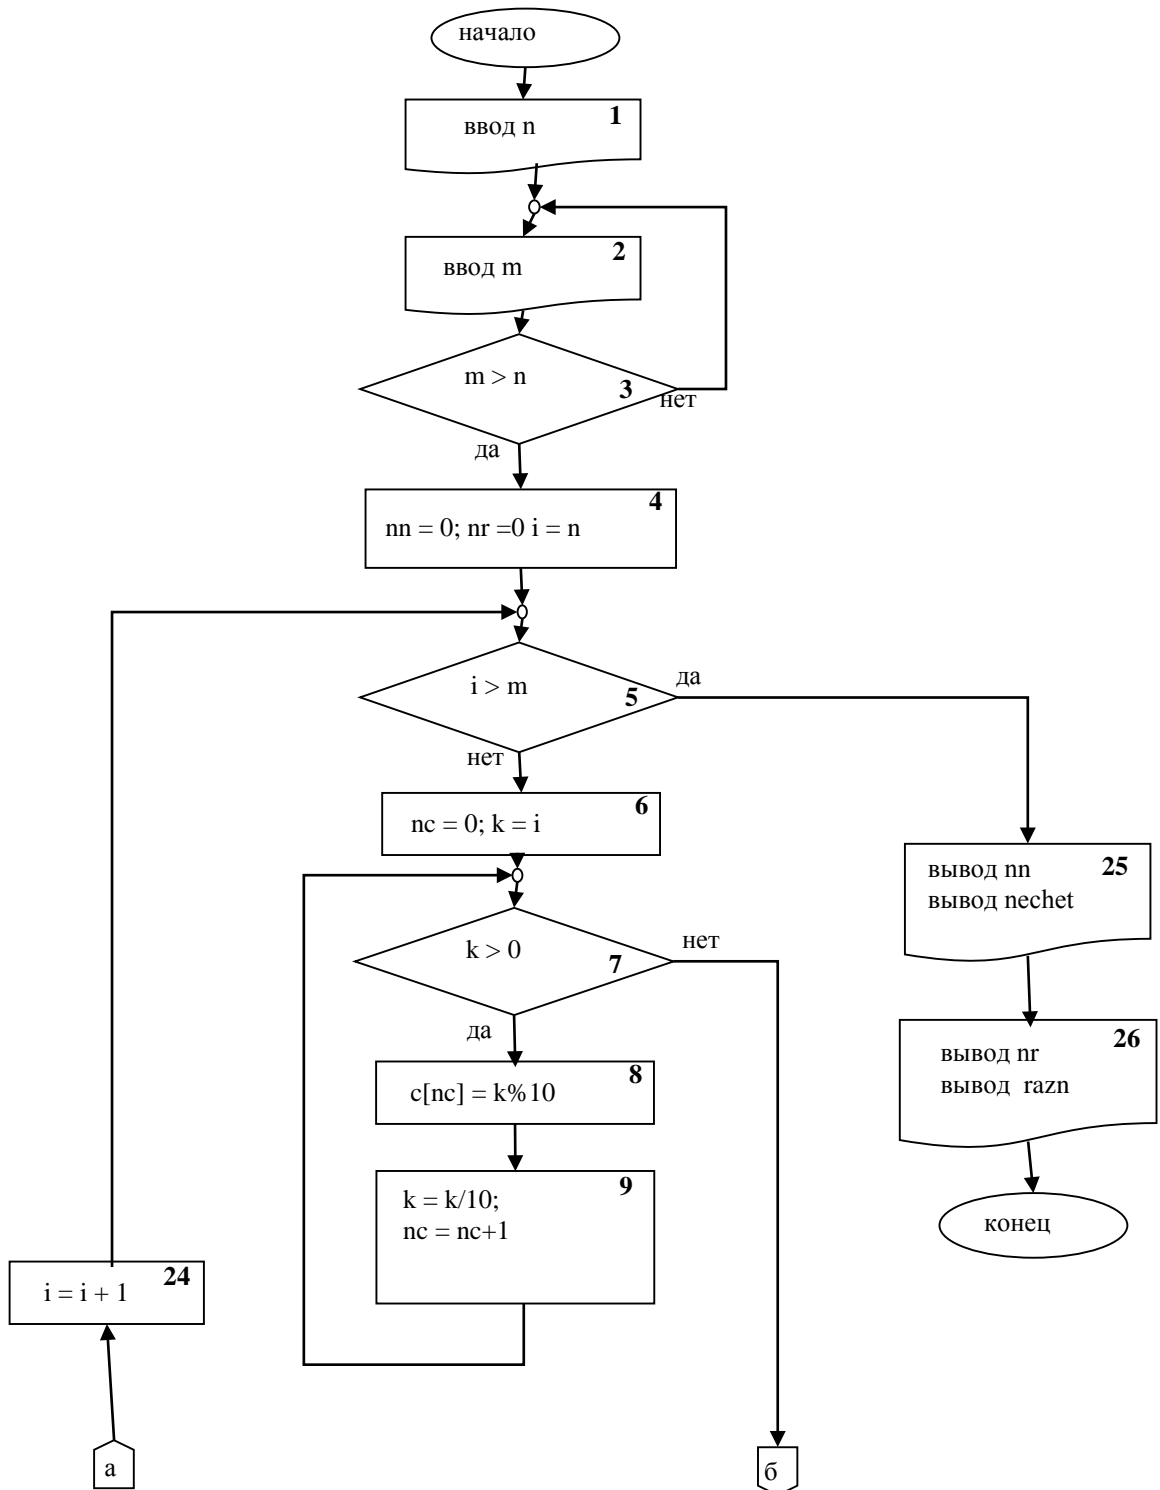 начало
1
ввод n
2
ввод m
m > n
3
нет
да
4
nn = 0; nr =0 i = n
i > m
5
да
нет
6
nc = 0; k = i
25
вывод nn
вывод nechet
k > 0
7
нет
да
26
вывод nr
вывод  razn
8
c[nc] = k%10
9
k = k/10;
nc = nc+1
конец
24
i = i + 1
а
б